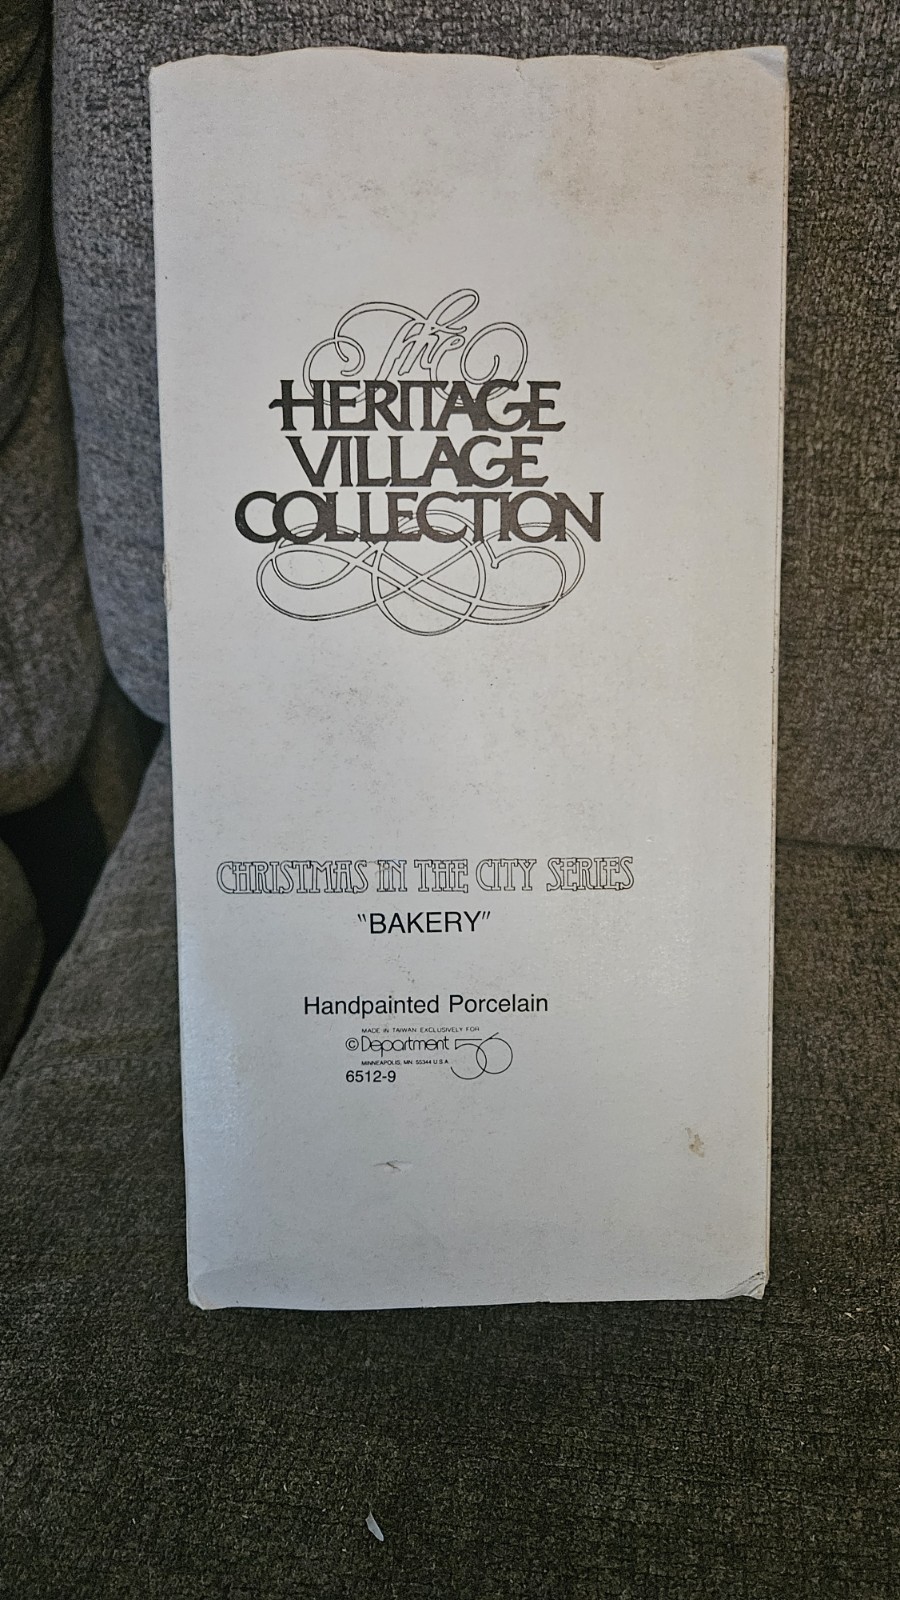 The
HERITAGE
VILLAGE
COLLECTION
CHRISTMAS IN THE CITY SERIES
"BAKERY"
Handpainted Porcelain
MADE IN TAIWAN EXCLUSIVELY FOR
© Department 56
MINNEAPOLIS, MN 55344 U S A
6512-9